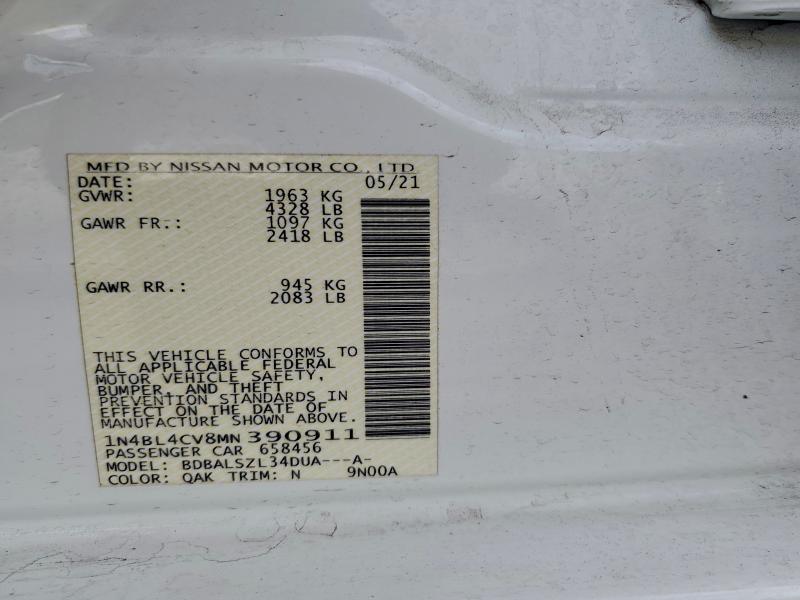 MFD BY NISSAN MOTOR CO., LTD
DATE: 05/21
GVWR: 1963 KG
4328 LB
GAWR FR.: 1097 KG
2418 LB
GAWR RR.: 945 KG
2083 LB
THIS VEHICLE CONFORMS TO
ALL APPLICABLE FEDERAL
MOTOR VEHICLE SAFETY,
BUMPER, AND THEFT
PREVENTION STANDARDS IN
EFFECT ON THE DATE OF
MANUFACTURE SHOWN ABOVE.
1N4BL4CV8MN390911
PASSENGER CAR 658456
MODEL: BDBALSZL34DUA---A-
COLOR: QAK TRIM: N 9N00A